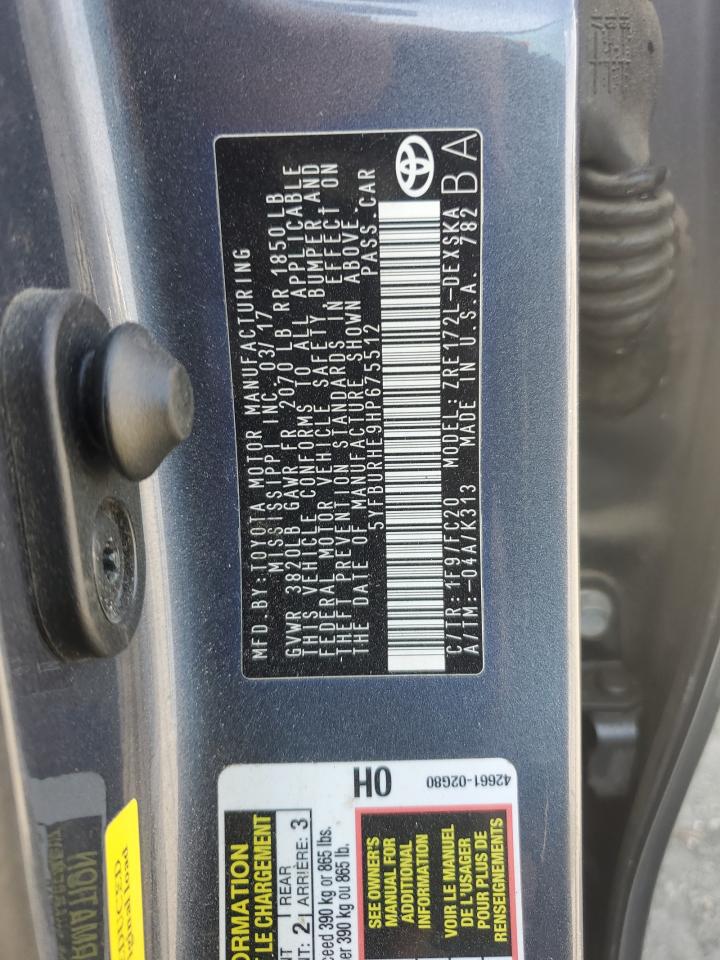 MFD. BY: TOYOTA MOTOR MANUFACTURING
MISSISSIPPI, INC. 03/17
GVWR 3820LB GAWR FR 2070 LB RR 1850 LB
THIS VEHICLE CONFORMS TO ALL APPLICABLE
FEDERAL MOTOR VEHICLE SAFETY BUMPER AND
THEFT PREVENTION STANDARDS IN EFFECT ON
THE DATE OF MANUFACTURE SHOWN ABOVE.
5YFBURHE9HP675512 PASS. CAR
C/TR: 1F9/FC20 MODEL: ZRE172L-DEXSKA
A/TM: -04A/K313 MADE IN U.S.A. 782
BA
HO
42661-02G80
ORMATION
T LE CHARGEMENT
2 REAR
ARRIÈRE: 3
ceed 390 kg or 865 lbs.
er 390 kg ou 865 lb.
SEE OWNER'S
MANUAL FOR
ADDITIONAL
INFORMATION
VOIR LE MANUEL
DE L'USAGER
POUR PLUS DE
RENSEIGNEMENTS